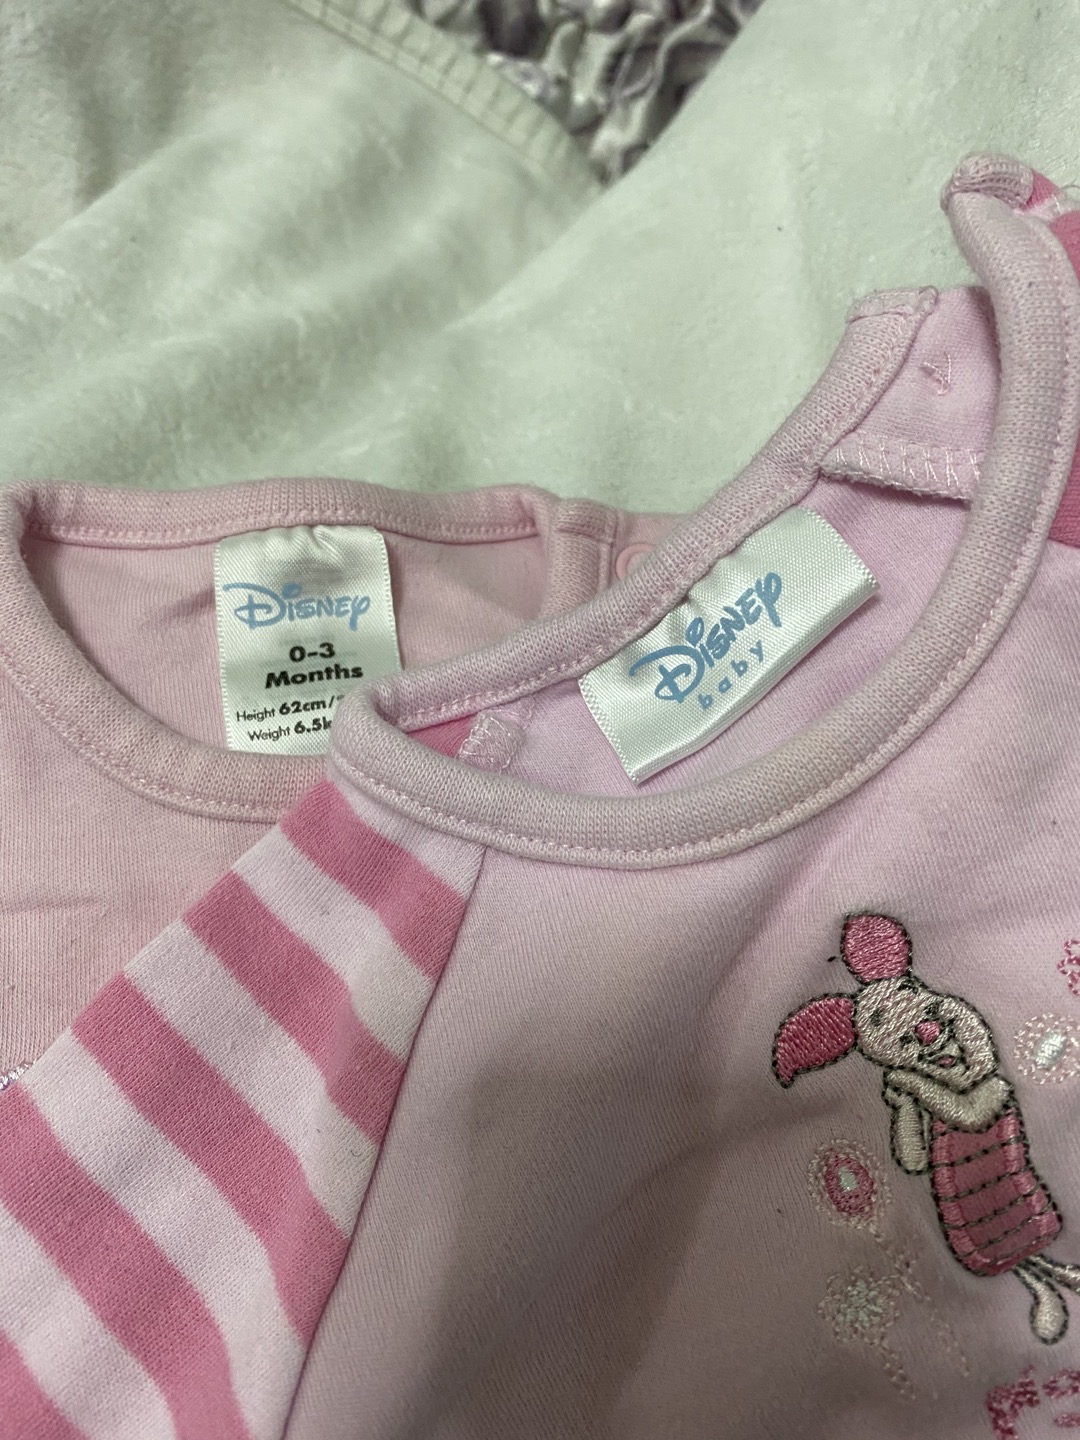 Disney
0-3
Months
Height 62cm/
Weight 6.5k
Disney
baby